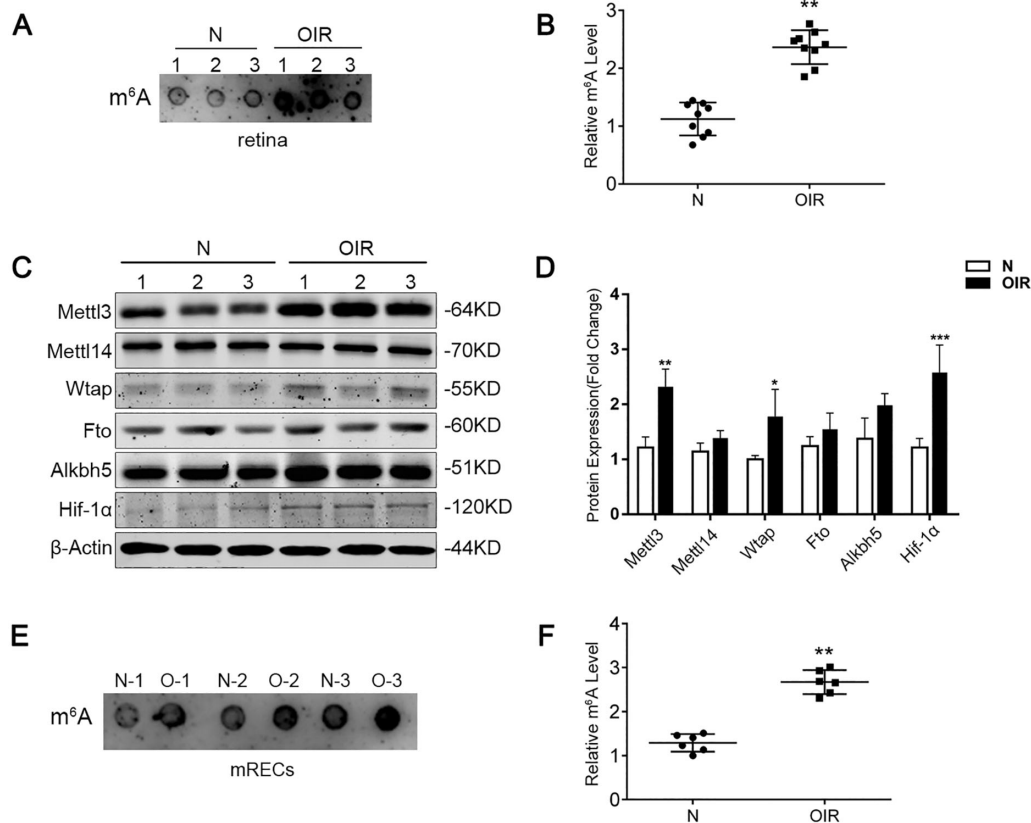 A
N OIR
1 2 3 1 2 3
m⁶A
retina
B
Relative m⁶A Level
3
2
1
0
**
N OIR
C
N OIR
1 2 3 1 2 3
Mettl3 -64KD
Mettl14 -70KD
Wtap -55KD
Fto -60KD
Alkbh5 -51KD
Hif-1α -120KD
β-Actin -44KD
D
N
OIR
Protein Expression(Fold Change)
4
3
2
1
0
** * ***
Mettl3 Mettl14 Wtap Fto Alkbh5 Hif-1α
E
N-1 O-1 N-2 O-2 N-3 O-3
m⁶A
mRECs
F
Relative m⁶A Level
4
3
2
1
0
**
N OIR